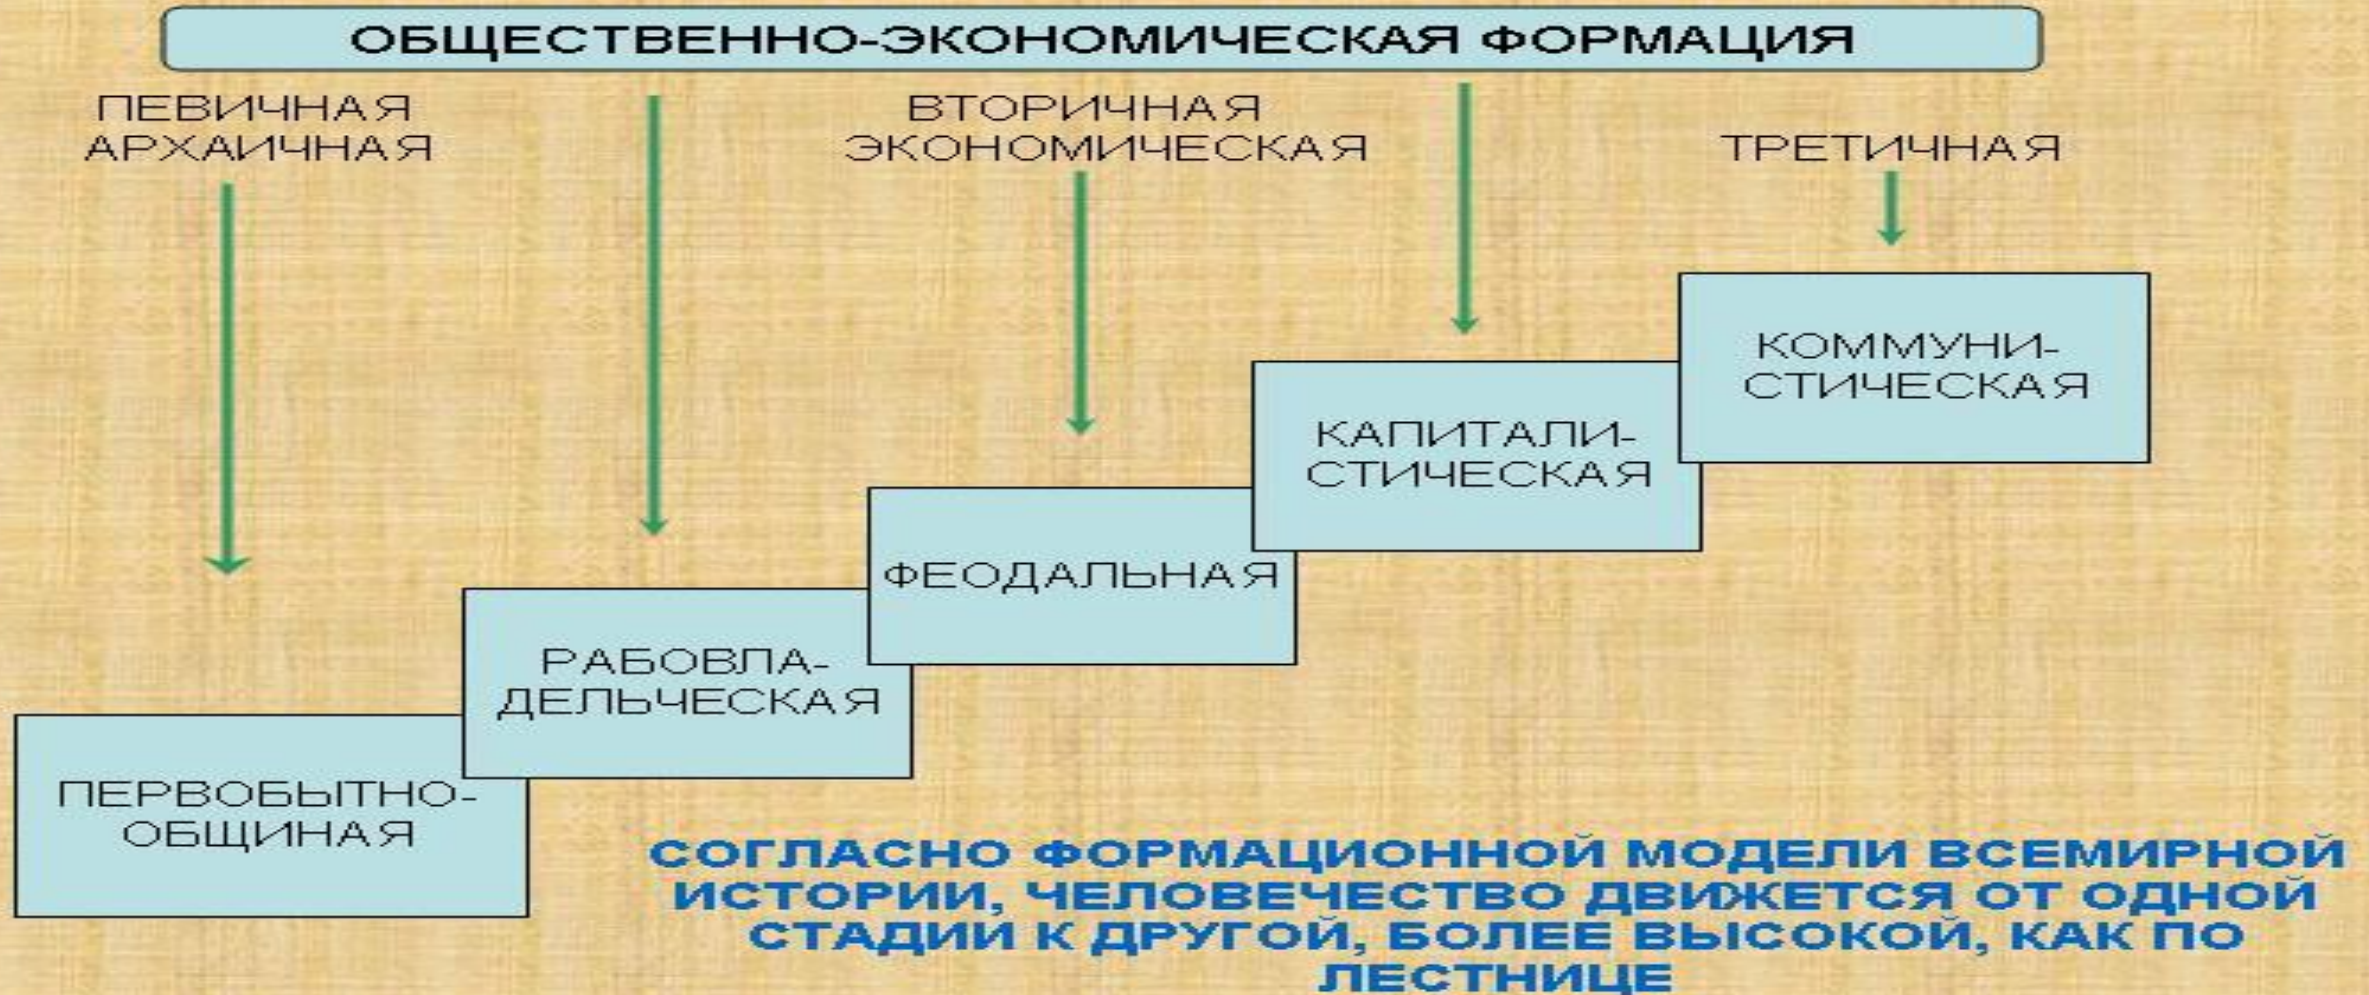 ОБЩЕСТВЕННО-ЭКОНОМИЧЕСКАЯ ФОРМАЦИЯ
ПЕВИЧНАЯ
АРХАИЧНАЯ
ВТОРИЧНАЯ
ЭКОНОМИЧЕСКАЯ
ТРЕТИЧНАЯ
ПЕРВОБЫТНО-
ОБЩИНАЯ
РАБОВЛА-
ДЕЛЬЧЕСКАЯ
ФЕОДАЛЬНАЯ
КАПИТАЛИ-
СТИЧЕСКАЯ
КОММУНИ-
СТИЧЕСКАЯ
СОГЛАСНО ФОРМАЦИОННОЙ МОДЕЛИ ВСЕМИРНОЙ
ИСТОРИИ, ЧЕЛОВЕЧЕСТВО ДВИЖЕТСЯ ОТ ОДНОЙ
СТАДИИ К ДРУГОЙ, БОЛЕЕ ВЫСОКОЙ, КАК ПО
ЛЕСТНИЦЕ